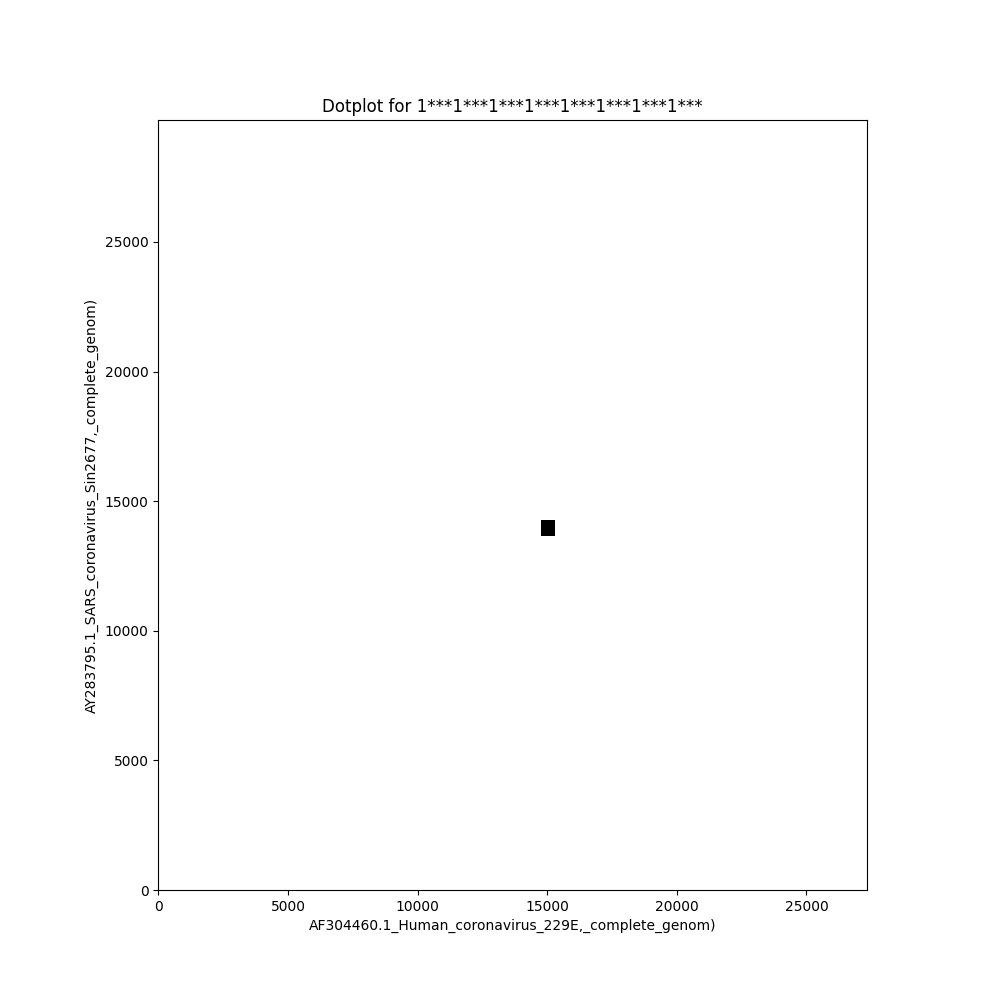 Dotplot for 1***1***1***1***1***1***1***1***
AY283795.1_SARS_coronavirus_Sin2677,_complete_genom)
25000
20000
15000
10000
5000
0
0 5000 10000 15000 20000 25000
AF304460.1_Human_coronavirus_229E,_complete_genom)